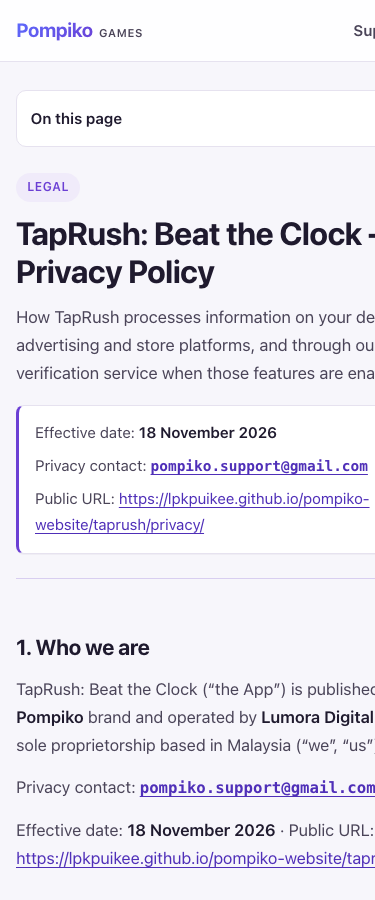 Pompiko GAMES
On this page
LEGAL
TapRush: Beat the Clock
Privacy Policy
How TapRush processes information on your
advertising and store platforms, and through
verification service when those features are
Effective date: 18 November 2026
Privacy contact: pompiko.support@gmail.com
Public URL: https://lpkpuikee.github.io/pompiko-
website/taprush/privacy/
1. Who we are
TapRush: Beat the Clock (“the App”) is published
Pompiko brand and operated by Lumora Digital
sole proprietorship based in Malaysia (“we”, “us”
Privacy contact: pompiko.support@gmail.com
Effective date: 18 November 2026 · Public URL:
https://lpkpuikee.github.io/pompiko-website/tapr